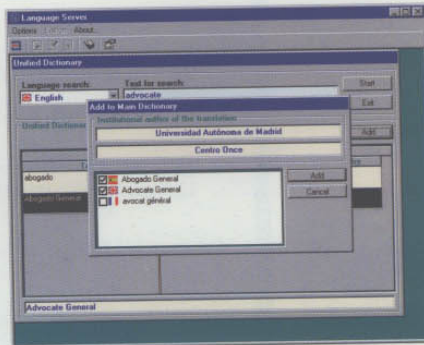 Language Server
Options Editor About...
Unified Dictionary
Language search: Text for search:
English advocate Start
Exit
Add to Main Dictionary
Institutional author of the translation
Universidad Autónoma de Madrid
Centro Once
Unified Dictionar Add
abogado
Abogado General
Abogado General Add
Advocate General Cancel
avocat général
Advocate General